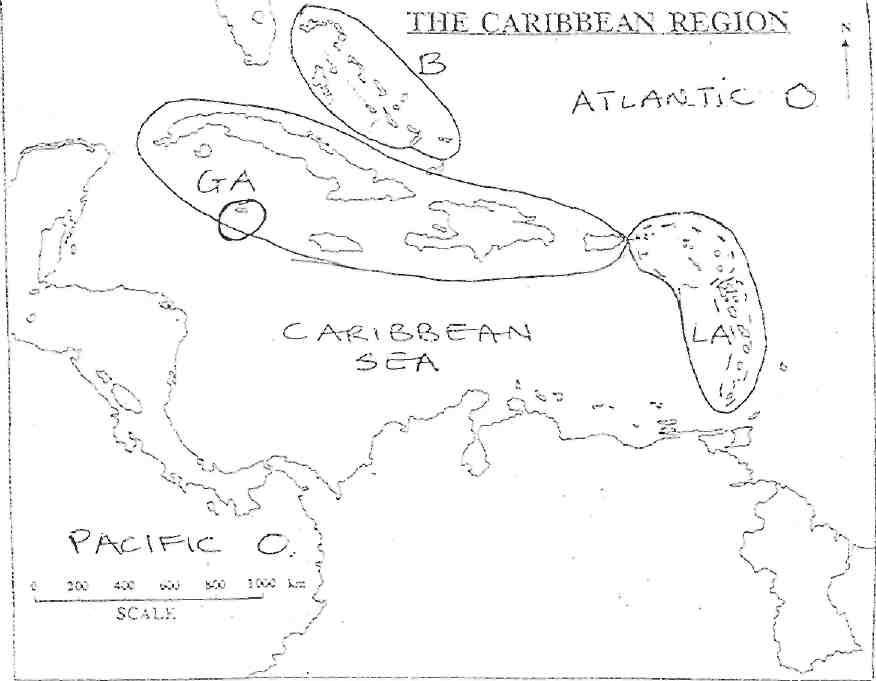 THE CARIBBEAN REGION
N
B
ATLANTIC O
GA
CARIBBEAN
SEA
LA
PACIFIC O.
0 200 400 600 800 1000 km
SCALE